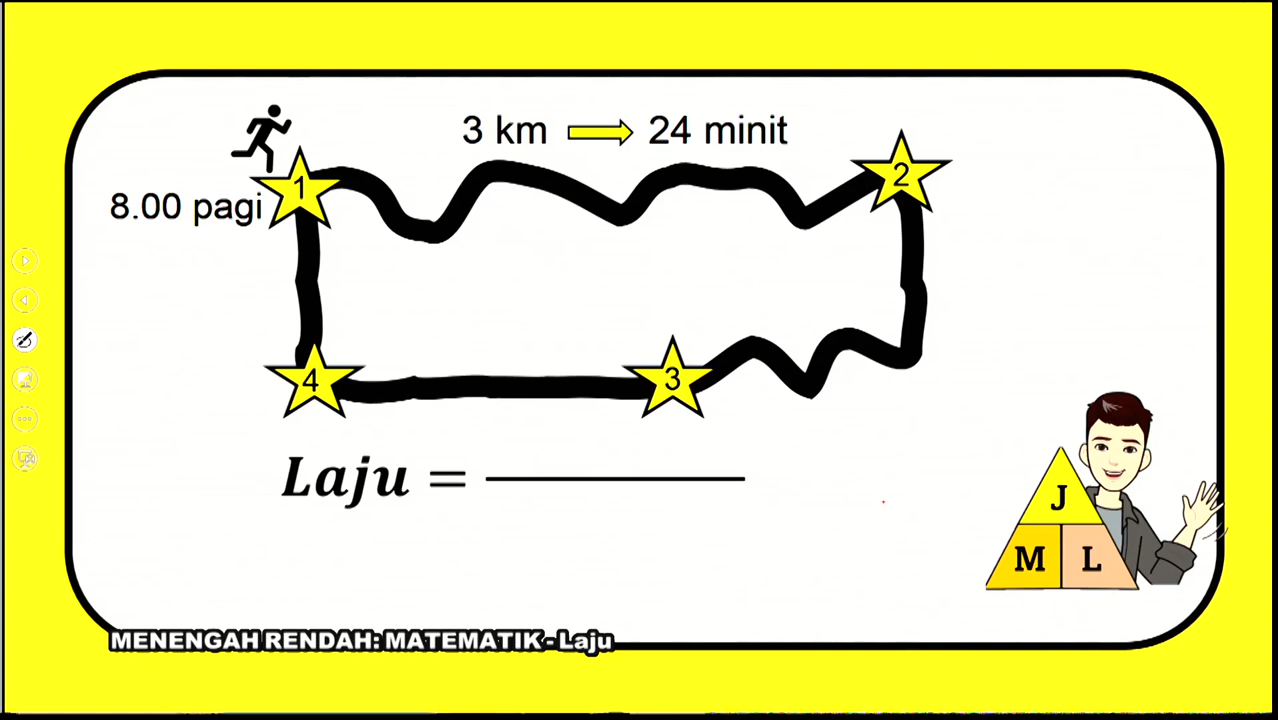 3 km 24 minit
1
2
8.00 pagi
4
3
Laju =
J
M L
MENENGAH RENDAH: MATEMATIK - Laju